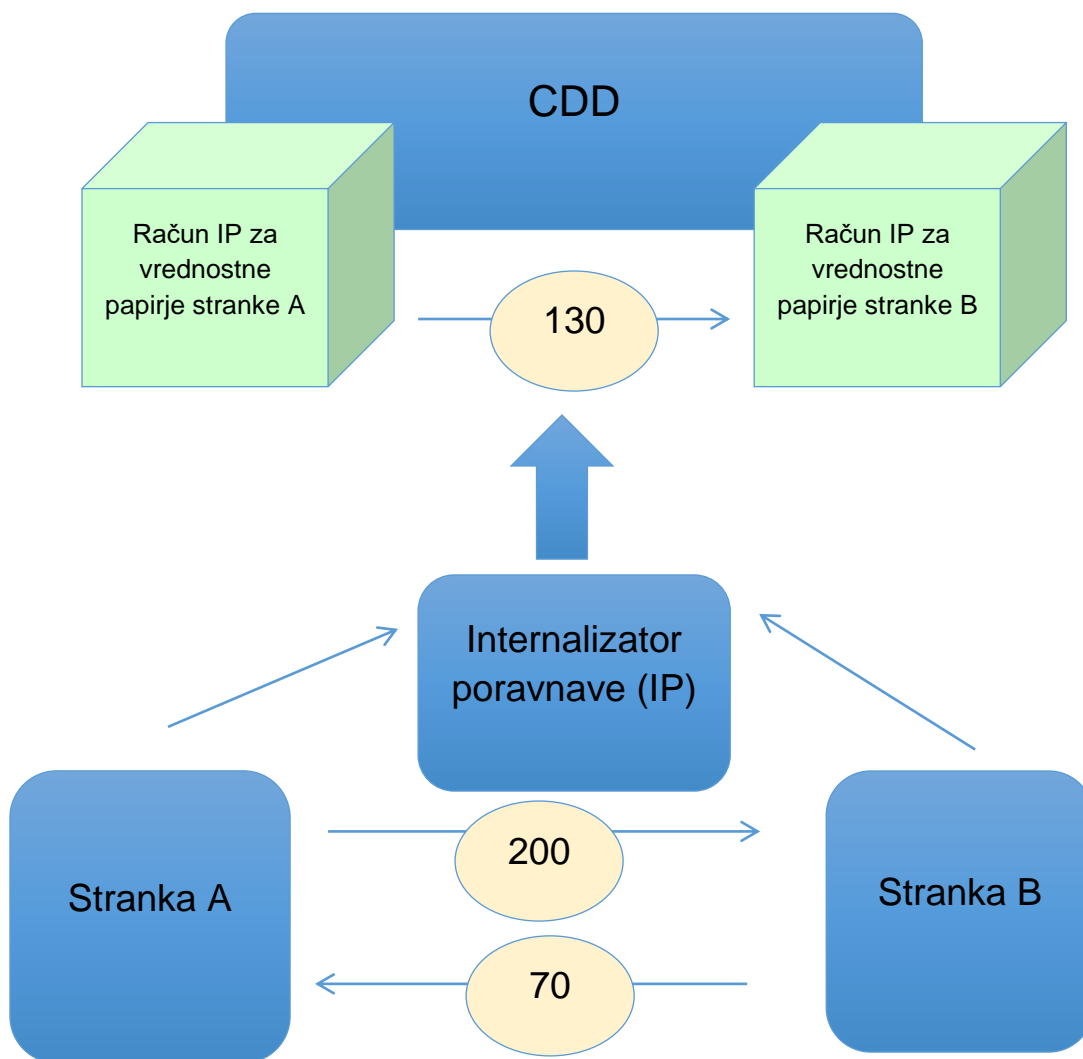 CDD
Račun IP za
vrednostne
papirje stranke A
Račun IP za
vrednostne
papirje stranke B
130
Internalizator
poravnave (IP)
200
Stranka A
Stranka B
70